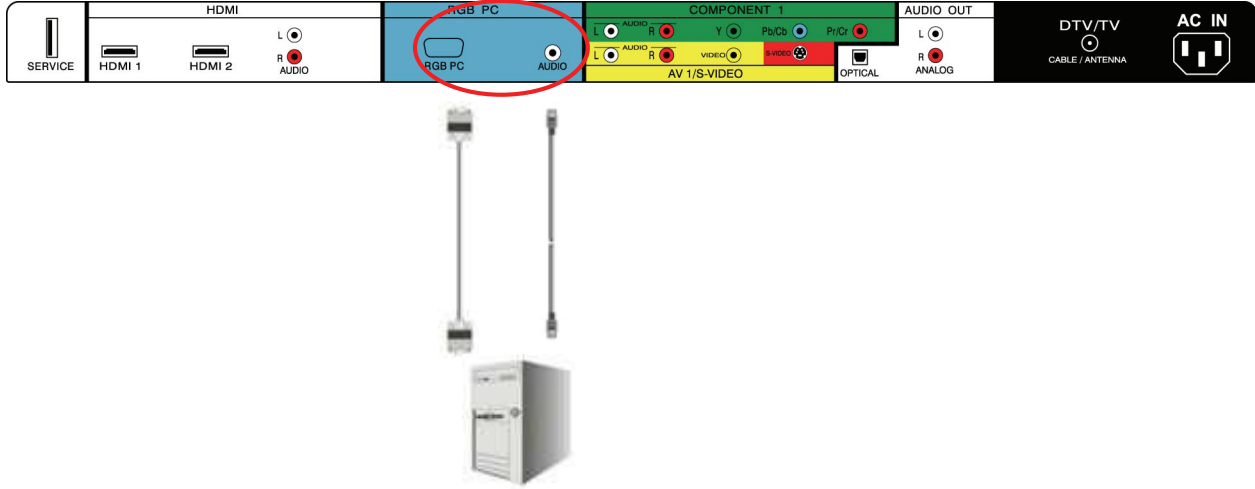 HDMI
RGB PC
COMPONENT 1
AUDIO OUT
AC IN
SERVICE
HDMI 1
HDMI 2
L
R
AUDIO
RGB PC
AUDIO
L AUDIO R
Y
Pb/Cb
Pr/Cr
L AUDIO R
VIDEO
S-VIDEO
AV 1/S-VIDEO
OPTICAL
L
R
ANALOG
DTV/TV
CABLE / ANTENNA